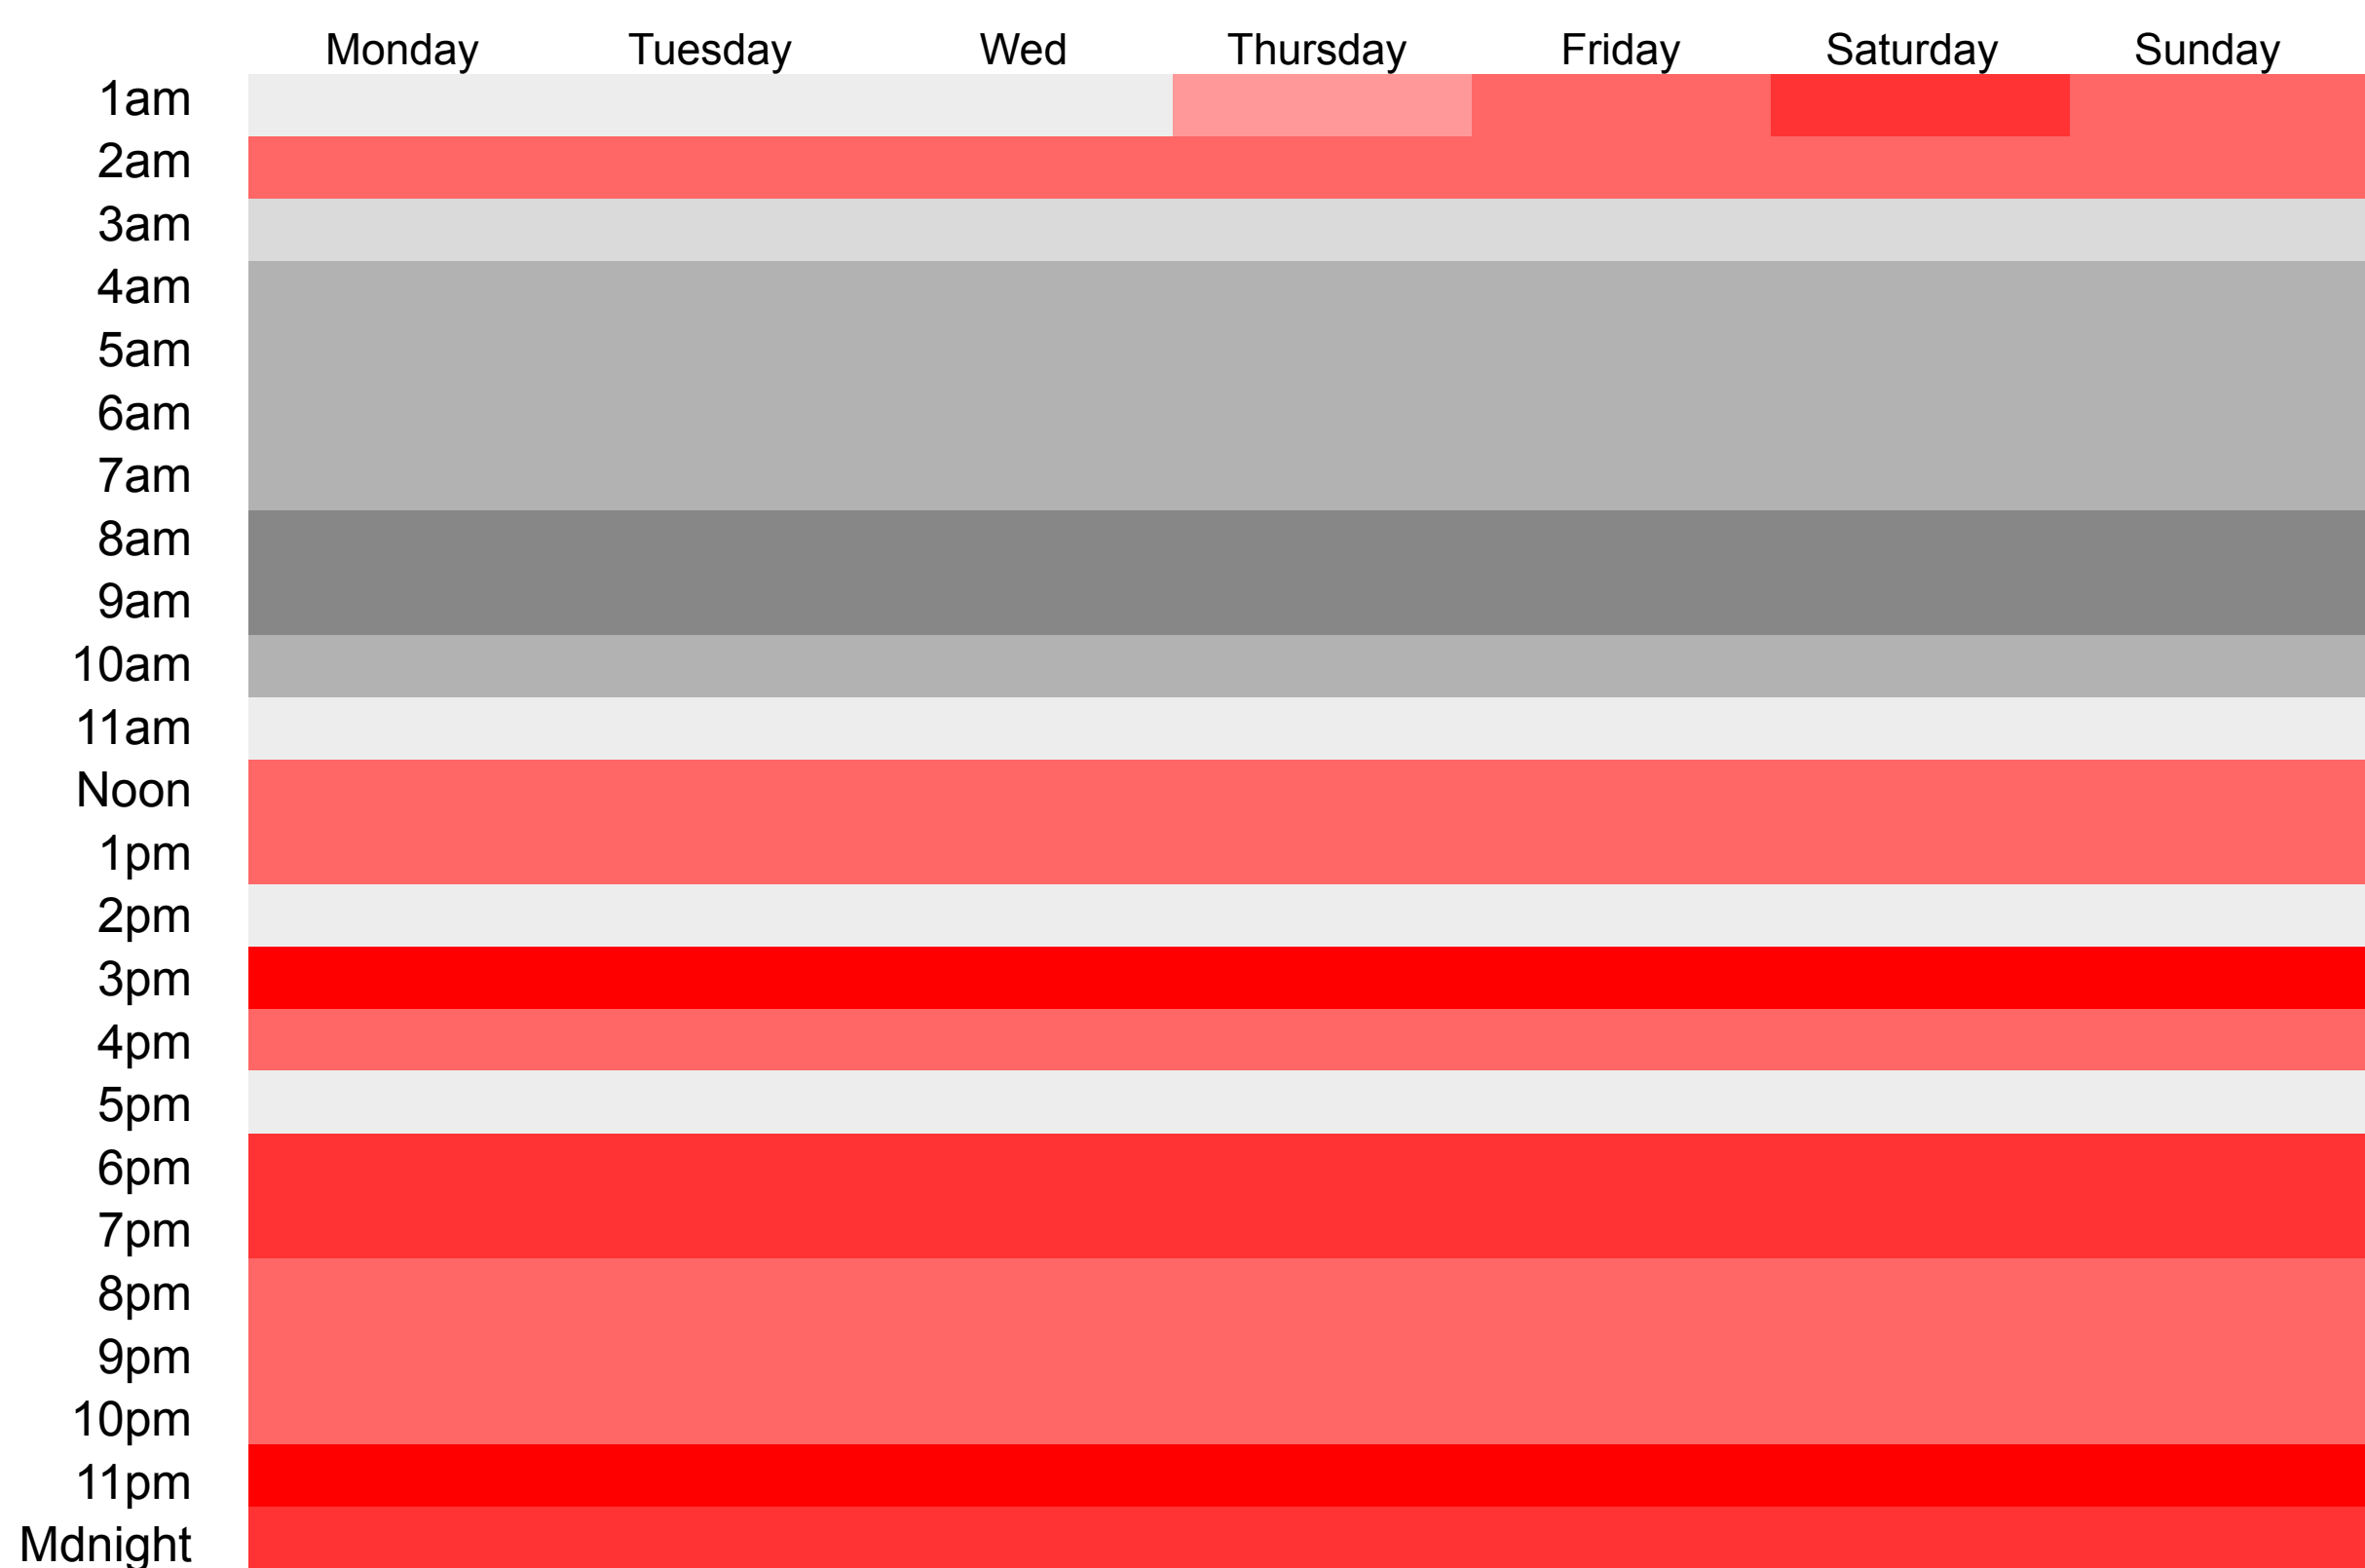 Monday Tuesday Wed Thursday Friday Saturday Sunday
1am
2am
3am
4am
5am
6am
7am
8am
9am
10am
11am
Noon
1pm
2pm
3pm
4pm
5pm
6pm
7pm
8pm
9pm
10pm
11pm
Mdnight